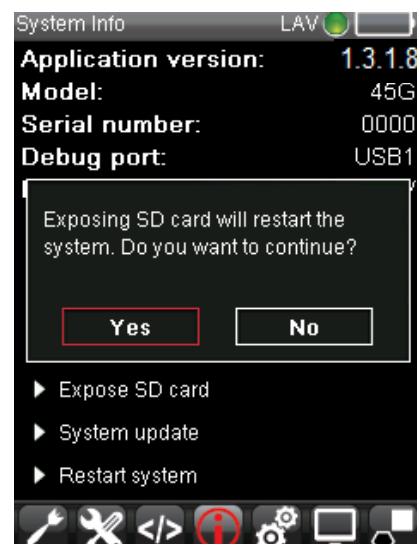 System Info LAV
Application version: 1.3.1.8
Model: 45G
Serial number: 0000
Debug port: USB1
Exposing SD card will restart the
system. Do you want to continue?
Yes No
Expose SD card
System update
Restart system
</>